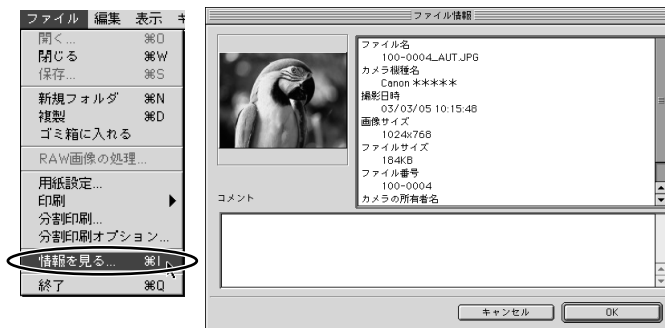 ファイル 編集 表示
開く... ⌘O
閉じる ⌘W
保存... ⌘S
新規フォルダ ⌘N
複製 ⌘D
ゴミ箱に入れる
RAW画像の処理...
用紙設定...
印刷
分割印刷...
分割印刷オプション...
情報を見る... ⌘I
終了 ⌘Q
ファイル情報
ファイル名
100-0004_AUT.JPG
カメラ機種名
Canon ＊＊＊＊＊
撮影日時
03/03/05 10:15:48
画像サイズ
1024x768
ファイルサイズ
184KB
ファイル番号
100-0004
カメラの所有者名
コメント
キャンセル OK